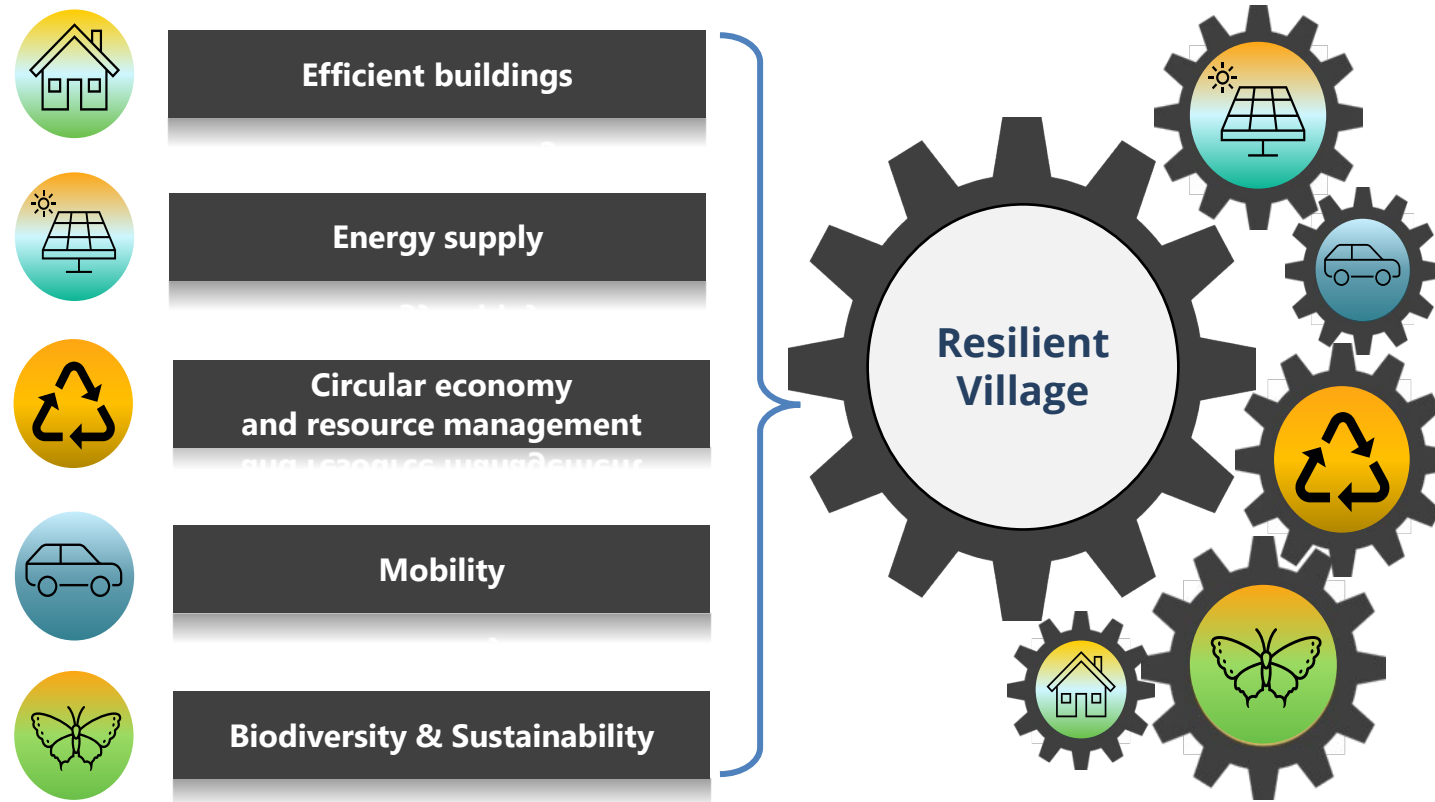 Efficient buildings
Energy supply
Circular economy
and resource management
Mobility
Biodiversity & Sustainability
Resilient
Village